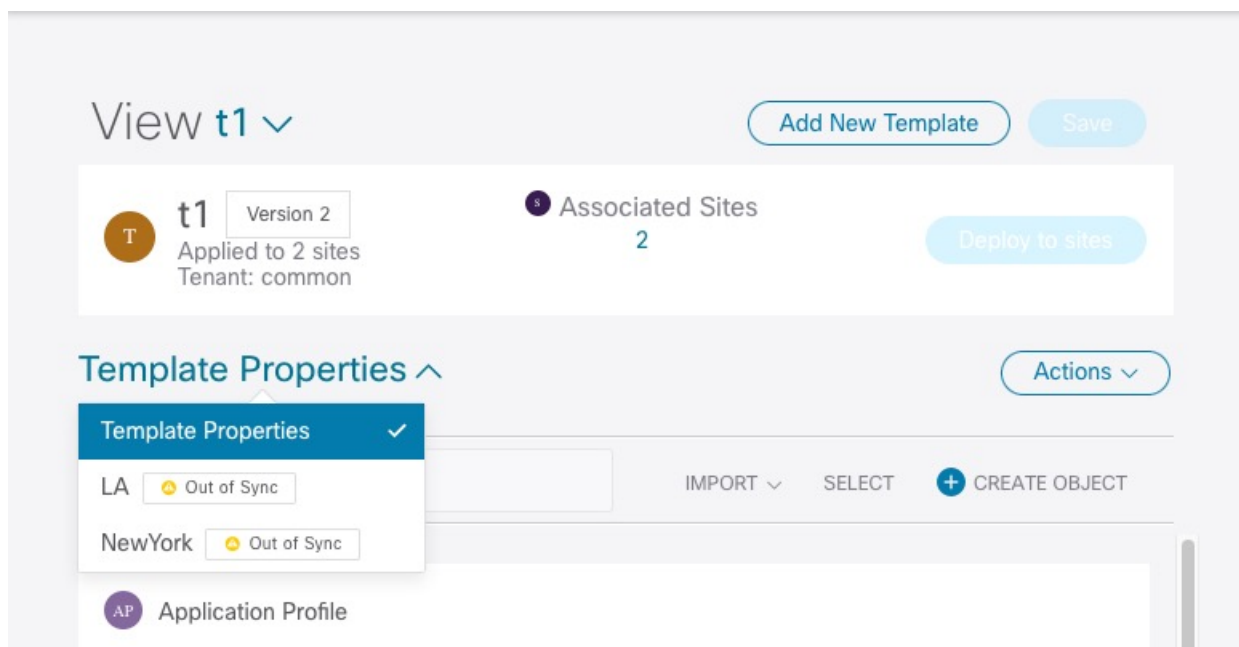 View t1
Add New Template
Save
T
t1
Version 2
Applied to 2 sites
Tenant: common
S
Associated Sites
2
Deploy to sites
Template Properties
Actions
Template Properties
LA
Out of Sync
NewYork
Out of Sync
IMPORT
SELECT
CREATE OBJECT
AP
Application Profile